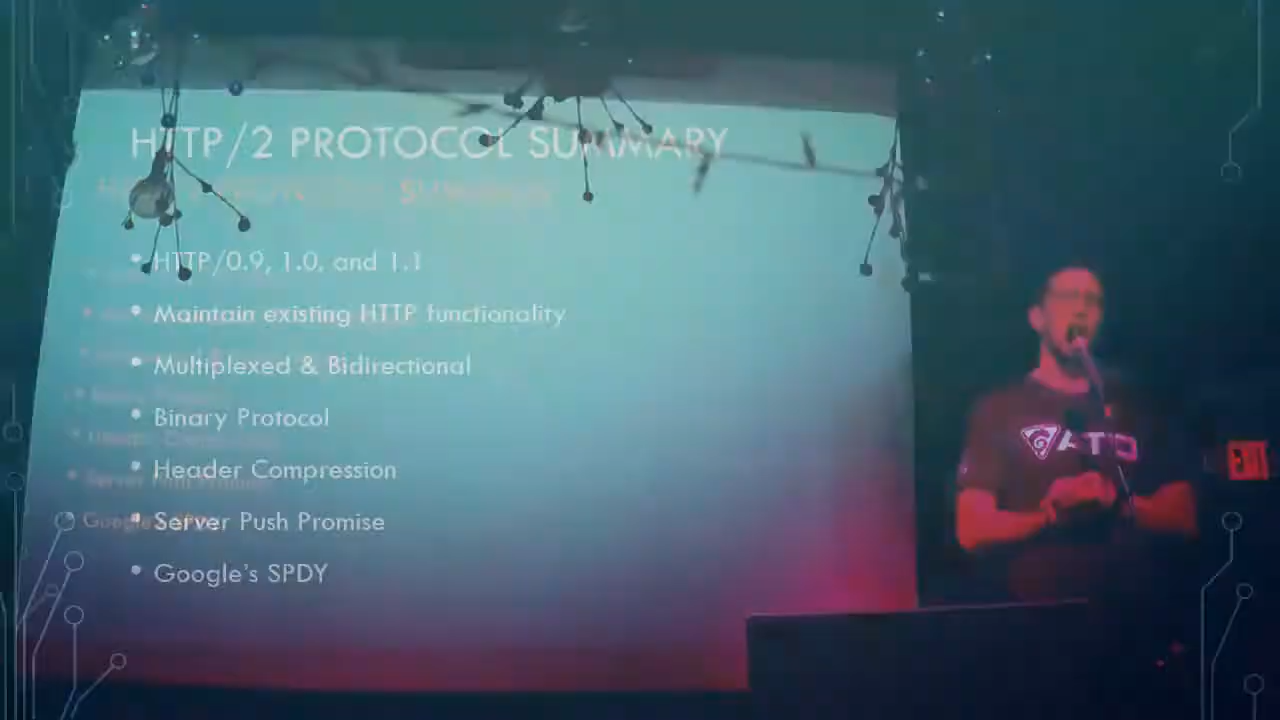 HTTP/2 PROTOCOL SUMMARY
• HTTP/0.9, 1.0, and 1.1
• Maintain existing HTTP functionality
• Multiplexed & Bidirectional
• Binary Protocol
• Header Compression
• Server Push Promise
• Google's SPDY
EXIT